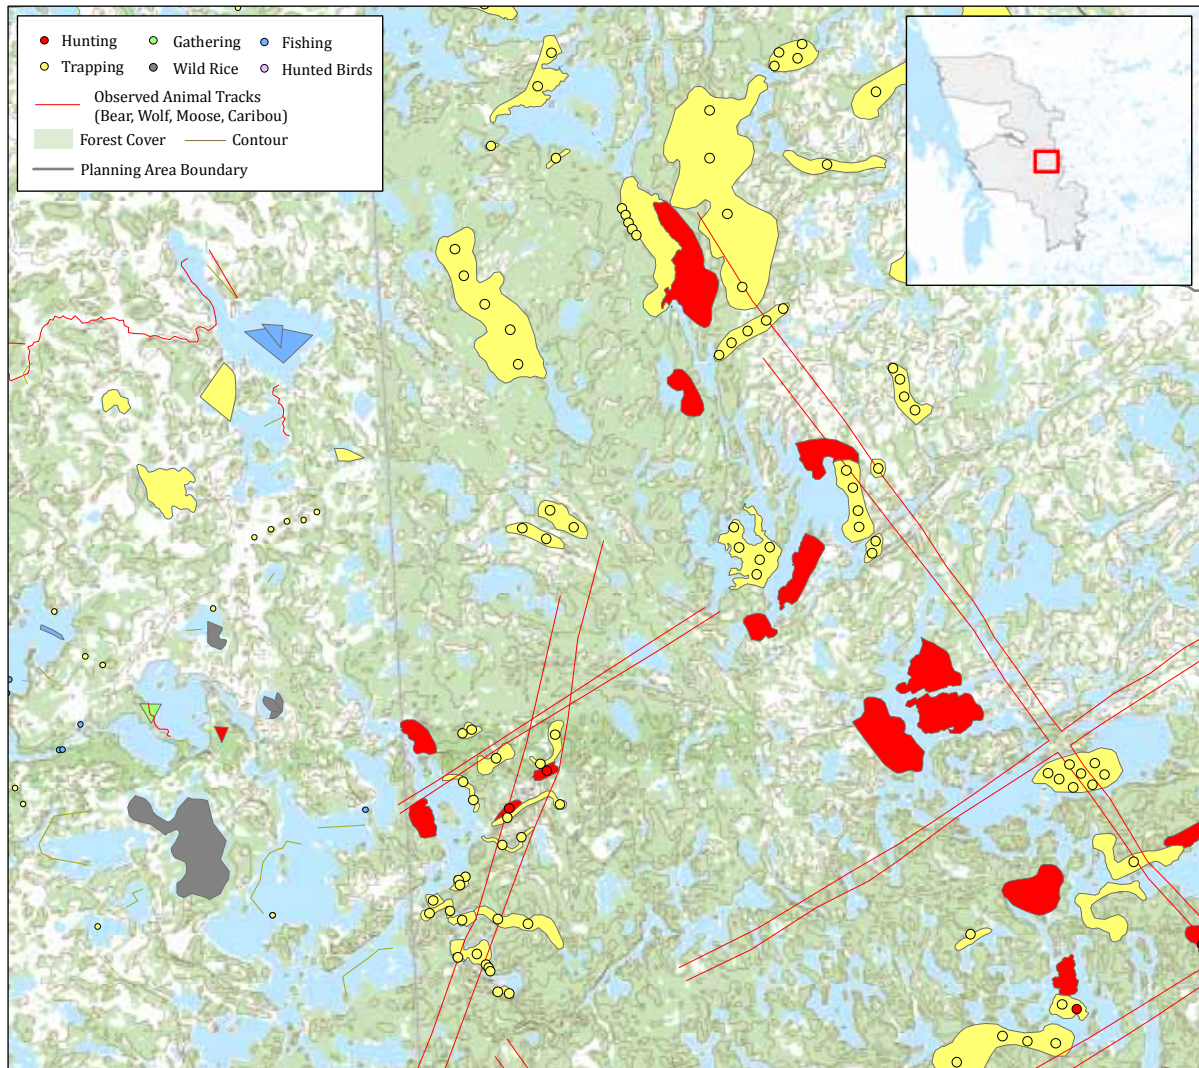 Hunting Gathering Fishing
Trapping Wild Rice Hunted Birds
Observed Animal Tracks
(Bear, Wolf, Moose, Caribou)
Forest Cover Contour
Planning Area Boundary